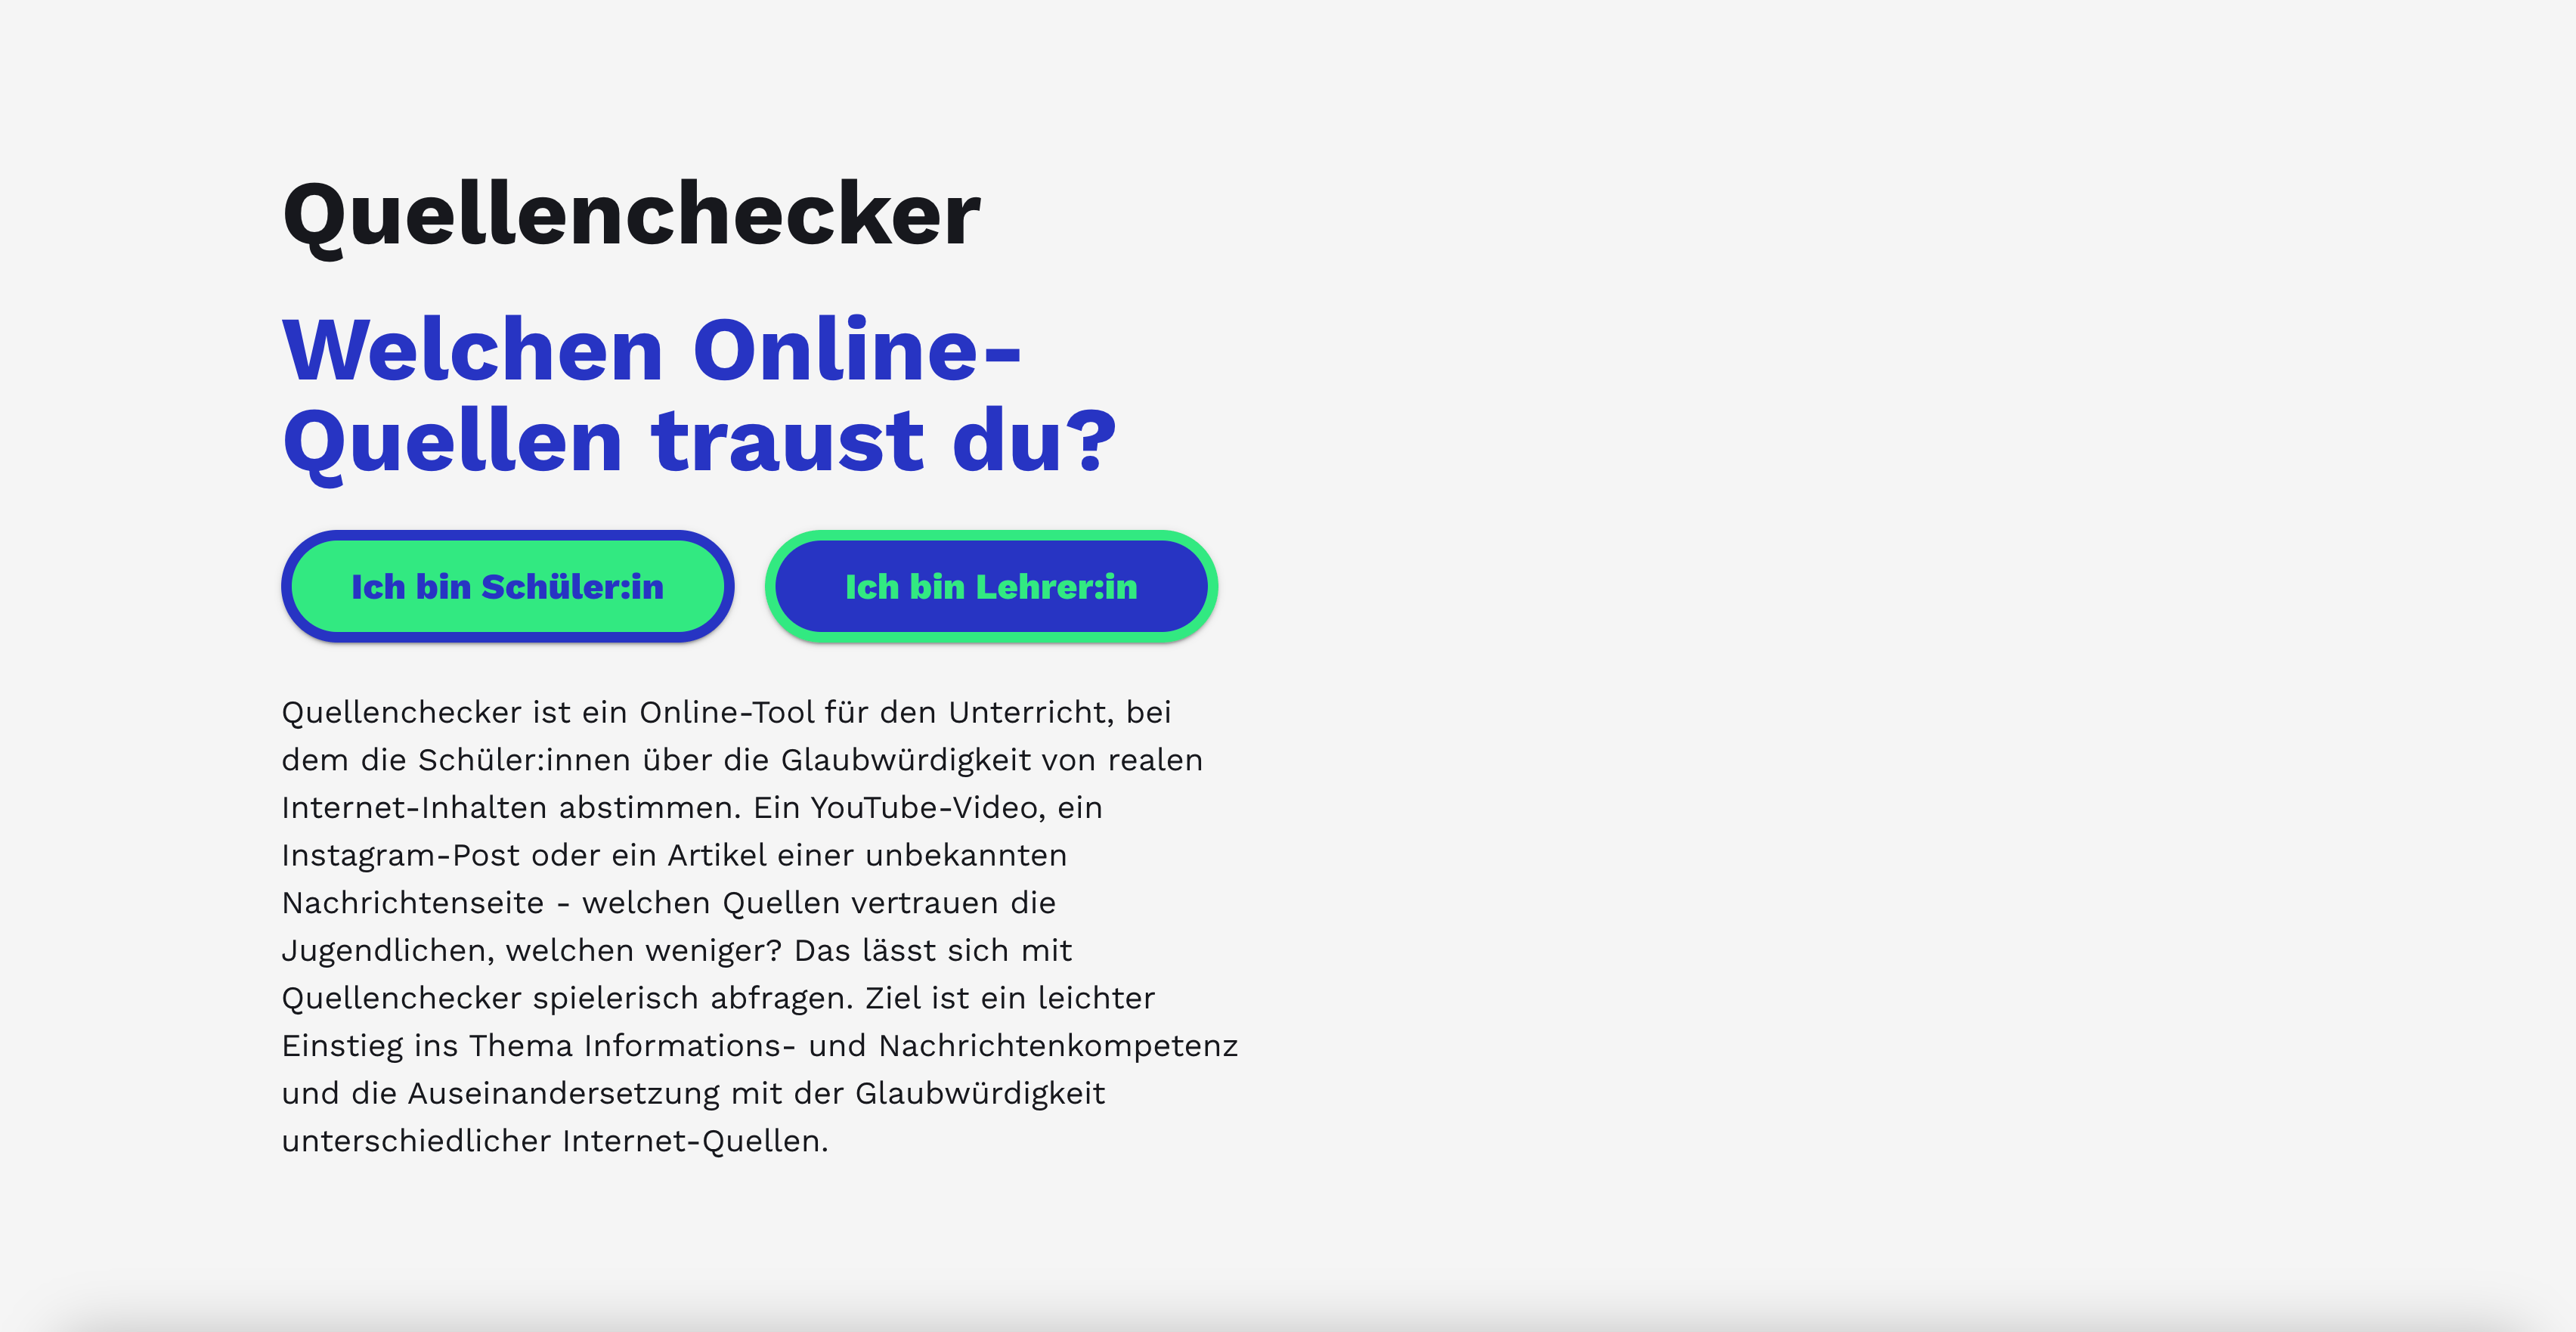 Quellenchecker
Welchen Online-
Quellen traust du?
Ich bin Schüler:in
Ich bin Lehrer:in
Quellenchecker ist ein Online-Tool für den Unterricht, bei
dem die Schüler:innen über die Glaubwürdigkeit von realen
Internet-Inhalten abstimmen. Ein YouTube-Video, ein
Instagram-Post oder ein Artikel einer unbekannten
Nachrichtenseite - welchen Quellen vertrauen die
Jugendlichen, welchen weniger? Das lässt sich mit
Quellenchecker spielerisch abfragen. Ziel ist ein leichter
Einstieg ins Thema Informations- und Nachrichtenkompetenz
und die Auseinandersetzung mit der Glaubwürdigkeit
unterschiedlicher Internet-Quellen.